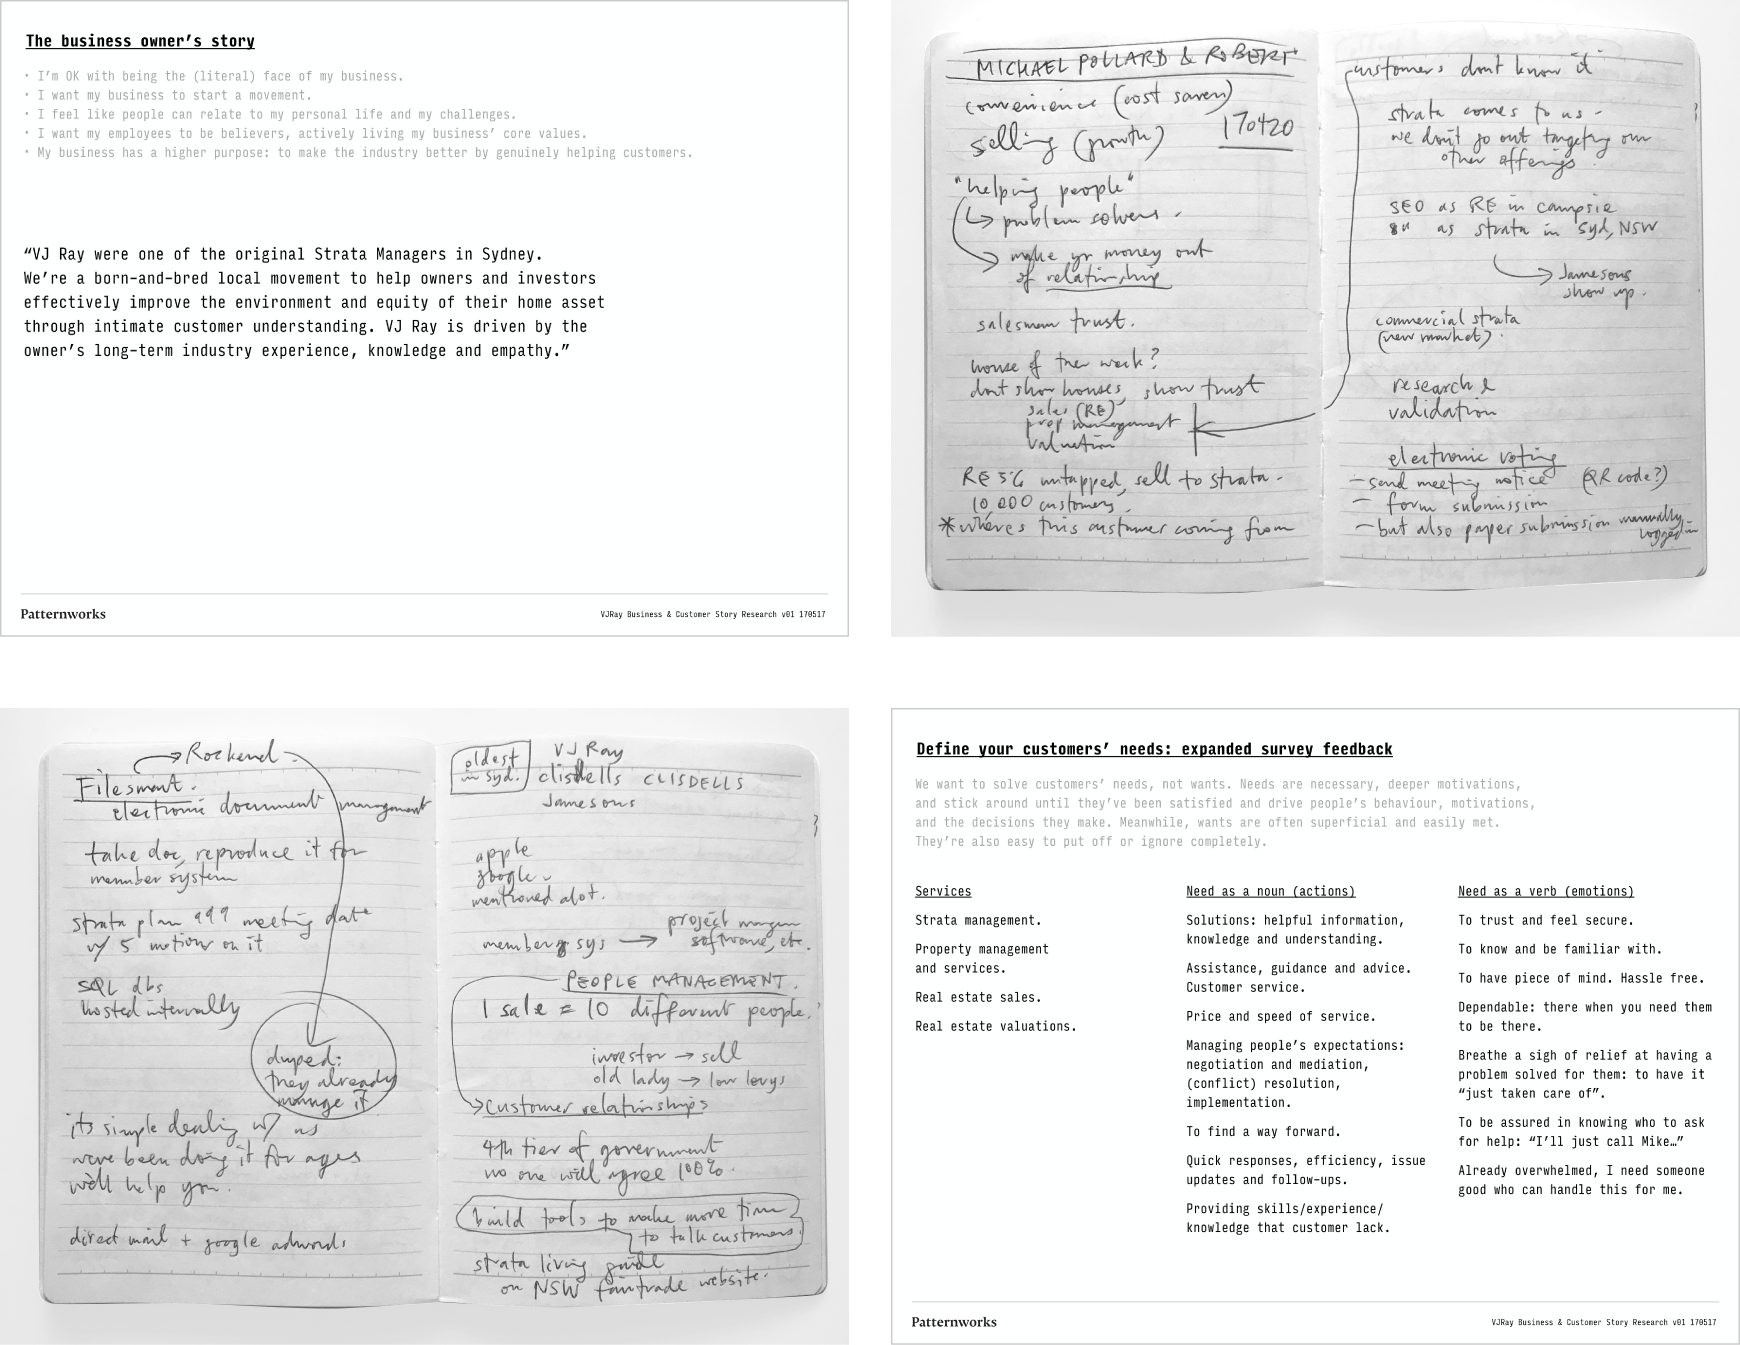 The business owner’s story
• I’m OK with being the (literal) face of my business.
• I want my business to start a movement.
• I feel like people can relate to my personal life and my challenges.
• I want my employees to be believers, actively living my business’ core values.
• My business has a higher purpose: to make the industry better by genuinely helping customers.
“VJ Ray were one of the original Strata Managers in Sydney.
We’re a born-and-bred local movement to help owners and investors
effectively improve the environment and equity of their home asset
through intimate customer understanding. VJ Ray is driven by the
owner’s long-term industry experience, knowledge and empathy.”
Patternworks
VJRay Business & Customer Story Research v01 170517
MICHAEL POLLARD & ROBERT
convenience (cost saven)
170420
selling (growth)
"helping people"
↳ problem solvers.
→ make yr money out
of relationship
salesmen trust.
house of the week?
dont show houses, show trust
sales (RE)
prop management
valuation
RE 5% untapped, sell to strata.
10,000 customers.
*where's this customer coming from
customers dont know it
strata comes to us -
we don't go out targeting our
other offerings.
SEO as RE in campsie
as strata in Syd, NSW
→ Jamesons
show up.
commercial strata
(new market).
research &
validation
electronic voting
- send meeting notice (QR code?)
- form submission
- but also paper submission manually
logged in
→ Rockend
Filesmart.
electronic document management
take doc, reproduce it for
member system
strata plan 999 meeting date
w/ 5 motions on it
SQL dbs
hosted internally
duped:
they already
manage it
its simple dealing w/ us
weve been doing it for ages
we'll help you.
direct mail + google adwords
oldest
in syd.
VJ Ray
clisdells CLISDELLS
Jamesons
apple
google
mentioned alot.
member sys → project
software, etc.
PEOPLE MANAGEMENT.
1 sale = 10 different people.
investor → sell
old lady → low levys
→ Customer relationships
4th tier of government
no one will agree 100%.
build tools to make more time
to talk customers.
strata living guide
on NSW fairtrade website.
Define your customers’ needs: expanded survey feedback
We want to solve customers’ needs, not wants. Needs are necessary, deeper motivations,
and stick around until they’ve been satisfied and drive people’s behaviour, motivations,
and the decisions they make. Meanwhile, wants are often superficial and easily met.
They’re also easy to put off or ignore completely.
Services
Strata management.
Property management
and services.
Real estate sales.
Real estate valuations.
Need as a noun (actions)
Solutions: helpful information,
knowledge and understanding.
Assistance, guidance and advice.
Customer service.
Price and speed of service.
Managing people’s expectations:
negotiation and mediation,
(conflict) resolution,
implementation.
To find a way forward.
Quick responses, efficiency, issue
updates and follow-ups.
Providing skills/experience/
knowledge that customer lack.
Need as a verb (emotions)
To trust and feel secure.
To know and be familiar with.
To have piece of mind. Hassle free.
Dependable: there when you need them
to be there.
Breathe a sigh of relief at having a
problem solved for them: to have it
“just taken care of”.
To be assured in knowing who to ask
for help: “I’ll just call Mike…”
Already overwhelmed, I need someone
good who can handle this for me.
Patternworks
VJRay Business & Customer Story Research v01 170517